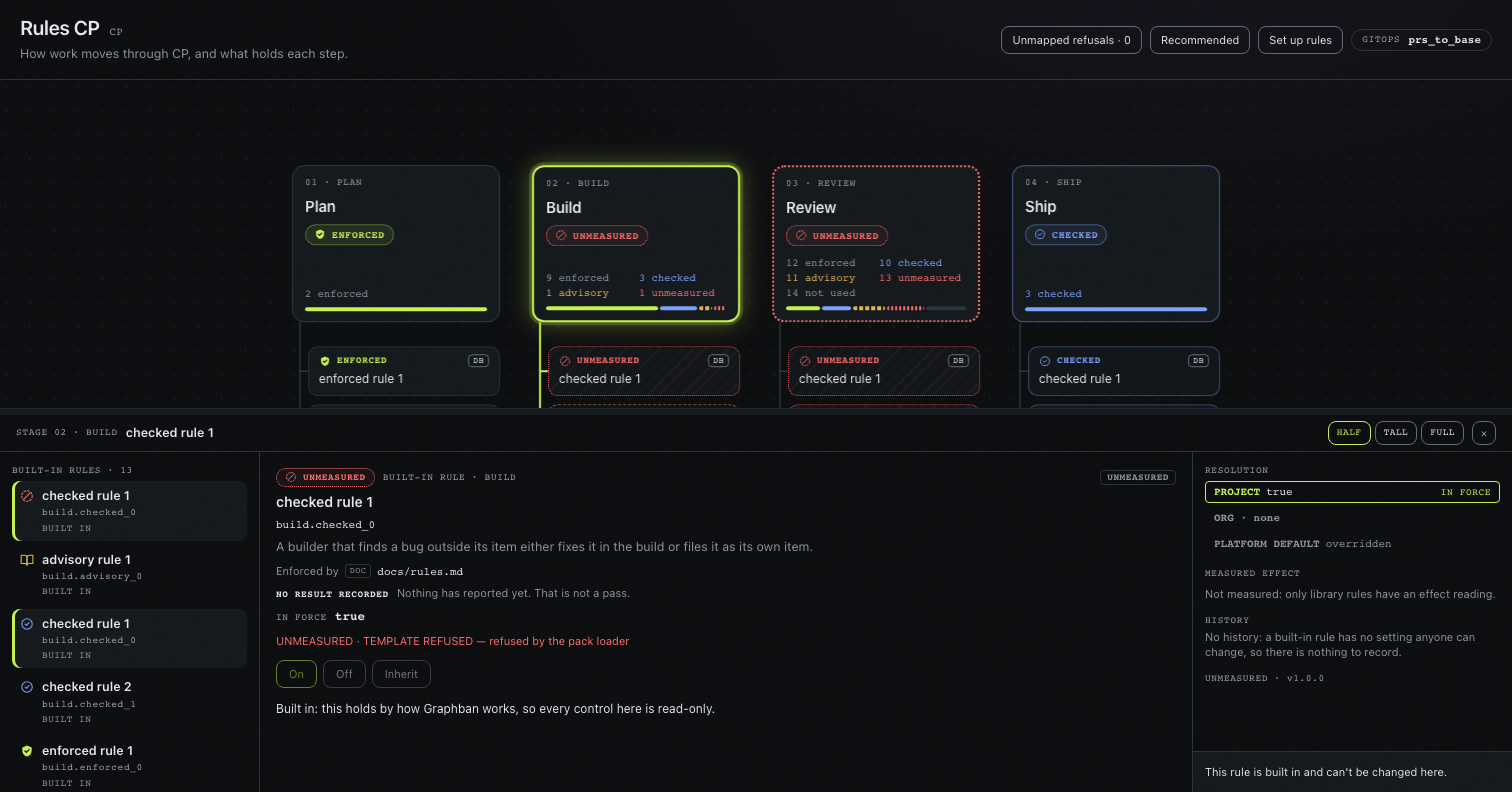 Rules CP CP
How work moves through CP, and what holds each step.
Unmapped refusals · 0
Recommended
Set up rules
GITOPS prs_to_base
01 · PLAN
Plan
ENFORCED
2 enforced
ENFORCED DB
enforced rule 1
02 · BUILD
Build
UNMEASURED
9 enforced 3 checked
1 advisory 1 unmeasured
UNMEASURED DB
checked rule 1
03 · REVIEW
Review
UNMEASURED
12 enforced 10 checked
11 advisory 13 unmeasured
14 not used
UNMEASURED DB
checked rule 1
04 · SHIP
Ship
CHECKED
3 checked
CHECKED DB
checked rule 1
STAGE 02 · BUILD checked rule 1
HALF TALL FULL ×
BUILT-IN RULES · 13
checked rule 1
build.checked_0
BUILT IN
advisory rule 1
build.advisory_0
BUILT IN
checked rule 1
build.checked_0
BUILT IN
checked rule 2
build.checked_1
BUILT IN
enforced rule 1
build.enforced_0
BUILT IN
UNMEASURED BUILT-IN RULE · BUILD UNMEASURED
checked rule 1
build.checked_0
A builder that finds a bug outside its item either fixes it in the build or files it as its own item.
Enforced by DOC docs/rules.md
NO RESULT RECORDED Nothing has reported yet. That is not a pass.
IN FORCE true
UNMEASURED · TEMPLATE REFUSED — refused by the pack loader
On Off Inherit
Built in: this holds by how Graphban works, so every control here is read-only.
RESOLUTION
PROJECT true IN FORCE
ORG · none
PLATFORM DEFAULT overridden
MEASURED EFFECT
Not measured: only library rules have an effect reading.
HISTORY
No history: a built-in rule has no setting anyone can
change, so there is nothing to record.
UNMEASURED · v1.0.0
This rule is built in and can't be changed here.